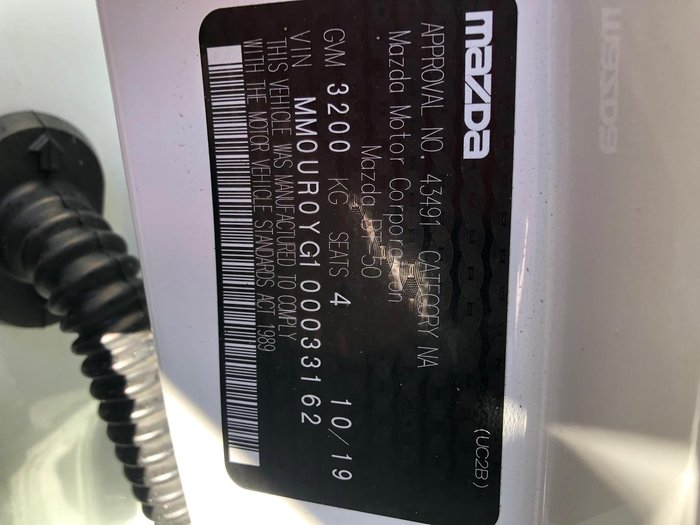 mazDa
APPROVAL NO. 43491 CATEGORY NA
Mazda Motor Corporation
Mazda BT-50
GVM 3200 KG SEATS 4 10/19
VIN MM0UR0YG100033162
THIS VEHICLE WAS MANUFACTURED TO COMPLY
WITH THE MOTOR VEHICLE STANDARDS ACT 1989
(UC2B)